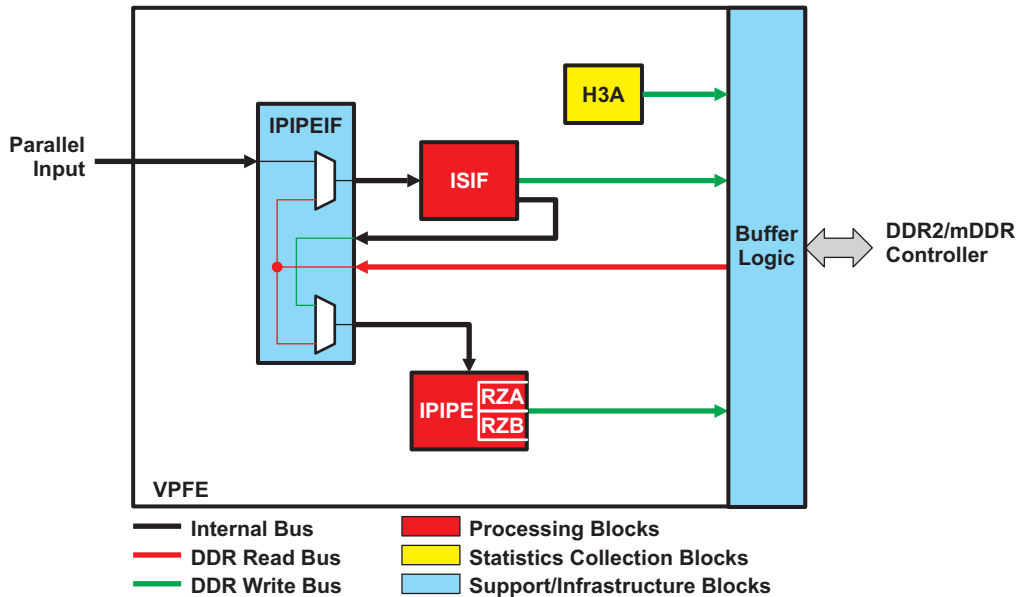 H3A
IPIPEIF
Parallel
Input
ISIF
Buffer
Logic
DDR2/mDDR
Controller
IPIPE
RZA
RZB
VPFE
Internal Bus
Processing Blocks
DDR Read Bus
Statistics Collection Blocks
DDR Write Bus
Support/Infrastructure Blocks